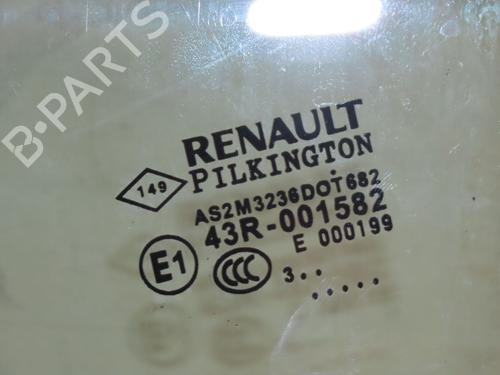 B-PARTS
RENAULT
PILKINGTON
149
AS2M3236DOT682
43R-001582
E 000199
E1
CCC
3..
.....